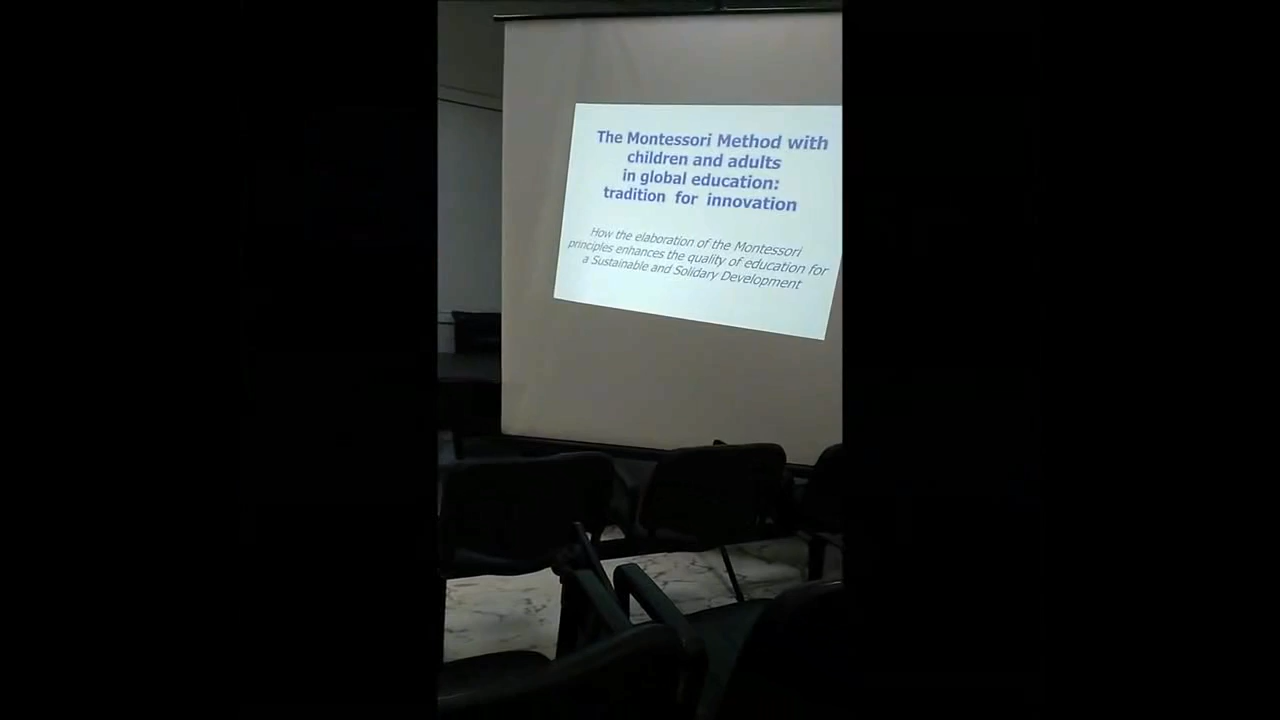 The Montessori Method with
children and adults
in global education:
tradition for innovation
How the elaboration of the Montessori
principles enhances the quality of education for
a Sustainable and Solidary Development